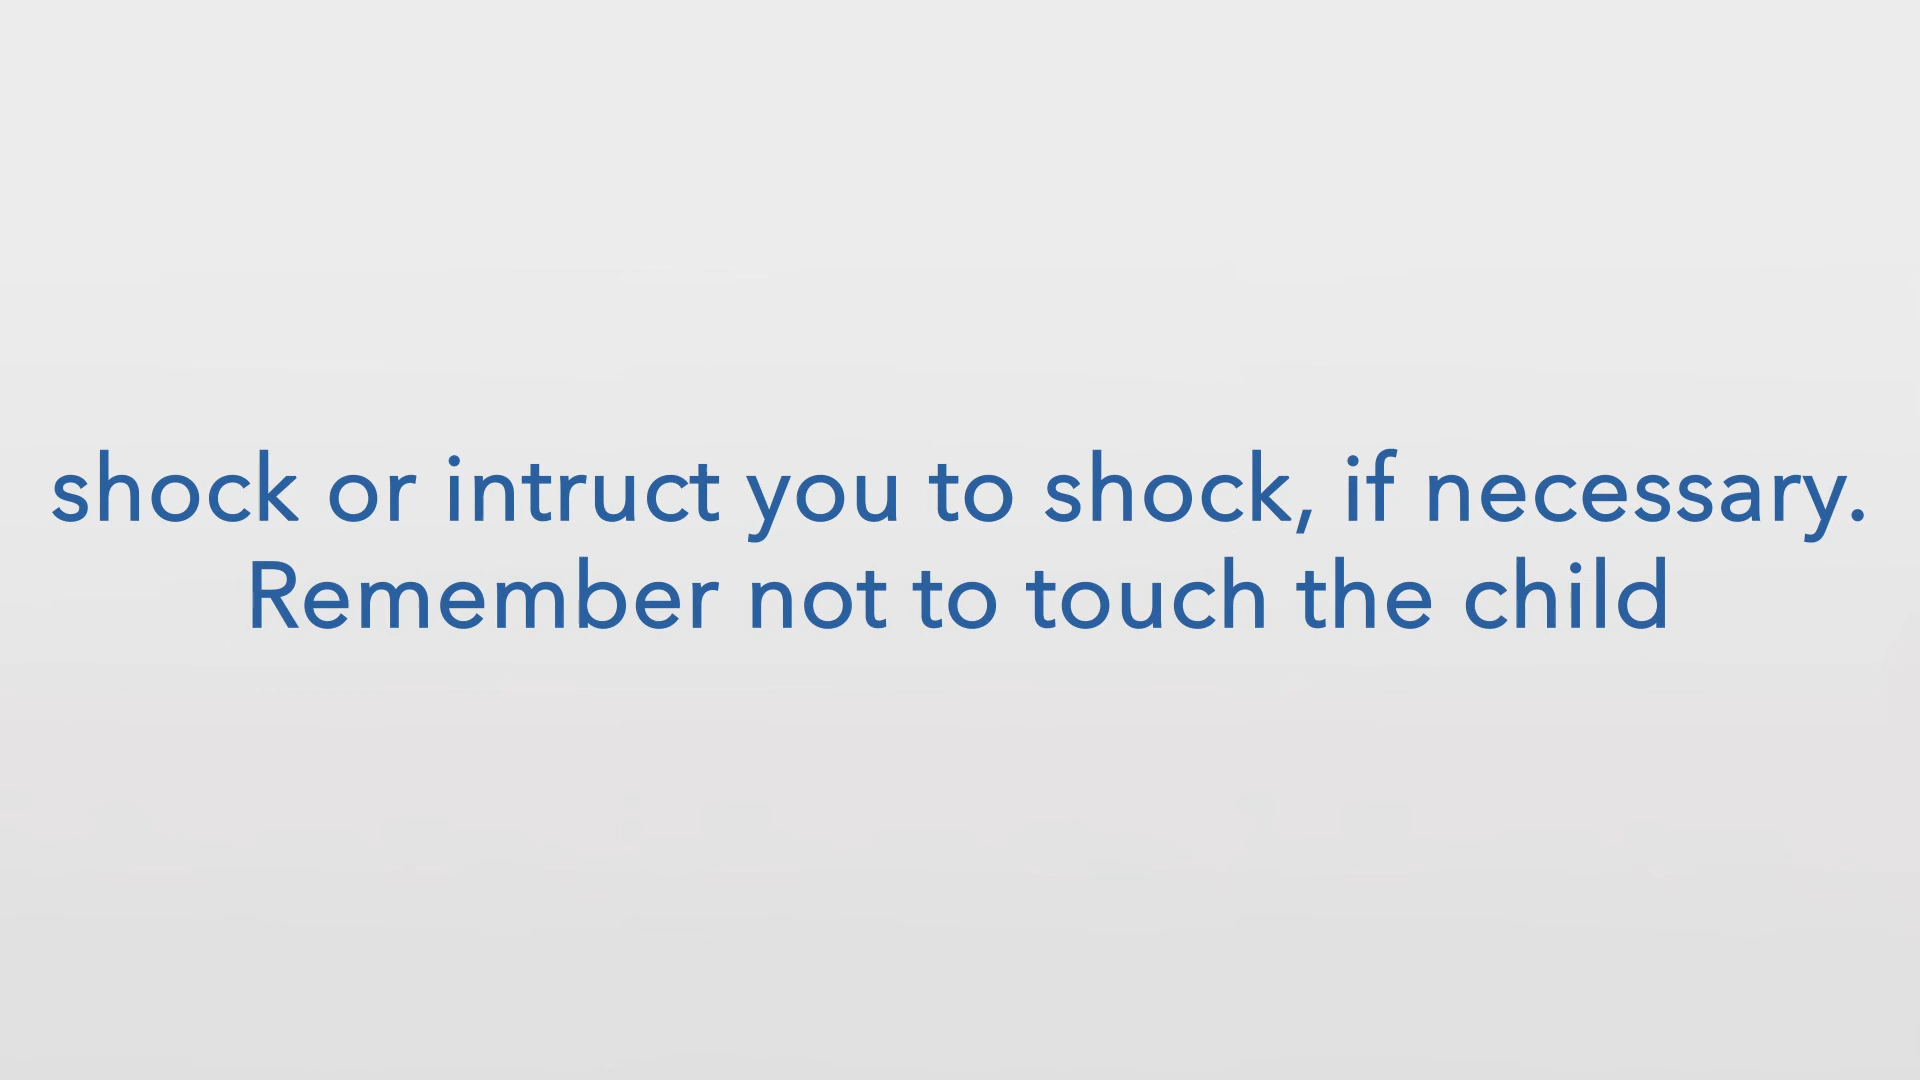 shock or intruct you to shock, if necessary.
Remember not to touch the child